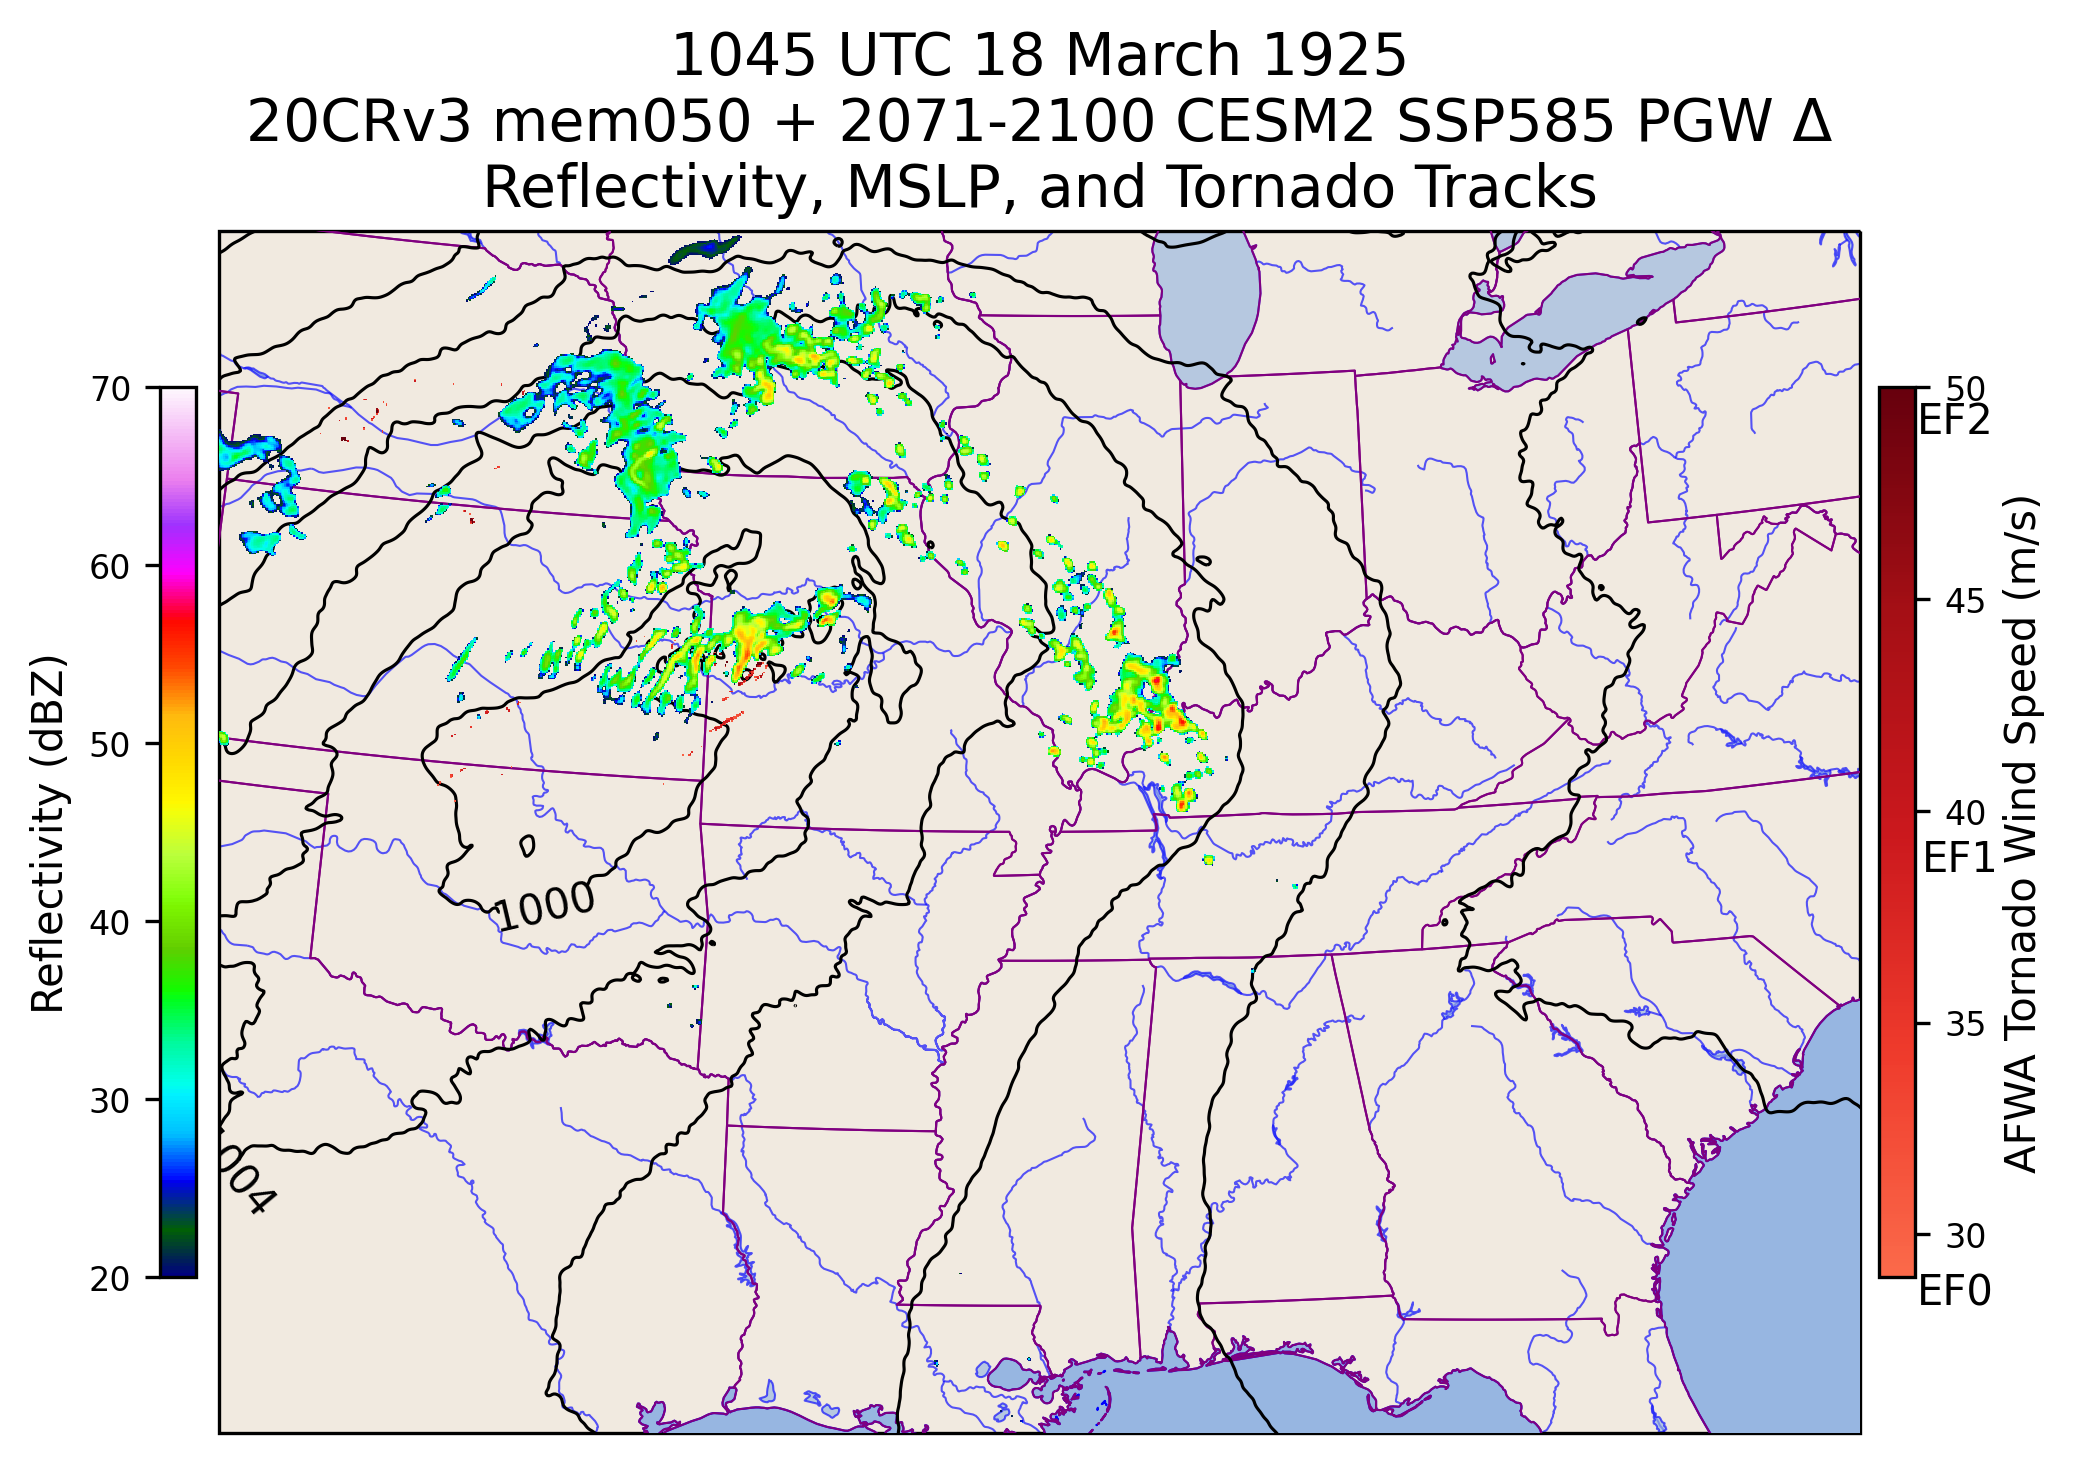 1045 UTC 18 March 1925
20CRv3 mem050 + 2071-2100 CESM2 SSP585 PGW Δ
Reflectivity, MSLP, and Tornado Tracks
Reflectivity (dBZ)
70
60
50
40
30
20
1000
004
50
EF2
45
40
EF1
35
30
EF0
AFWA Tornado Wind Speed (m/s)